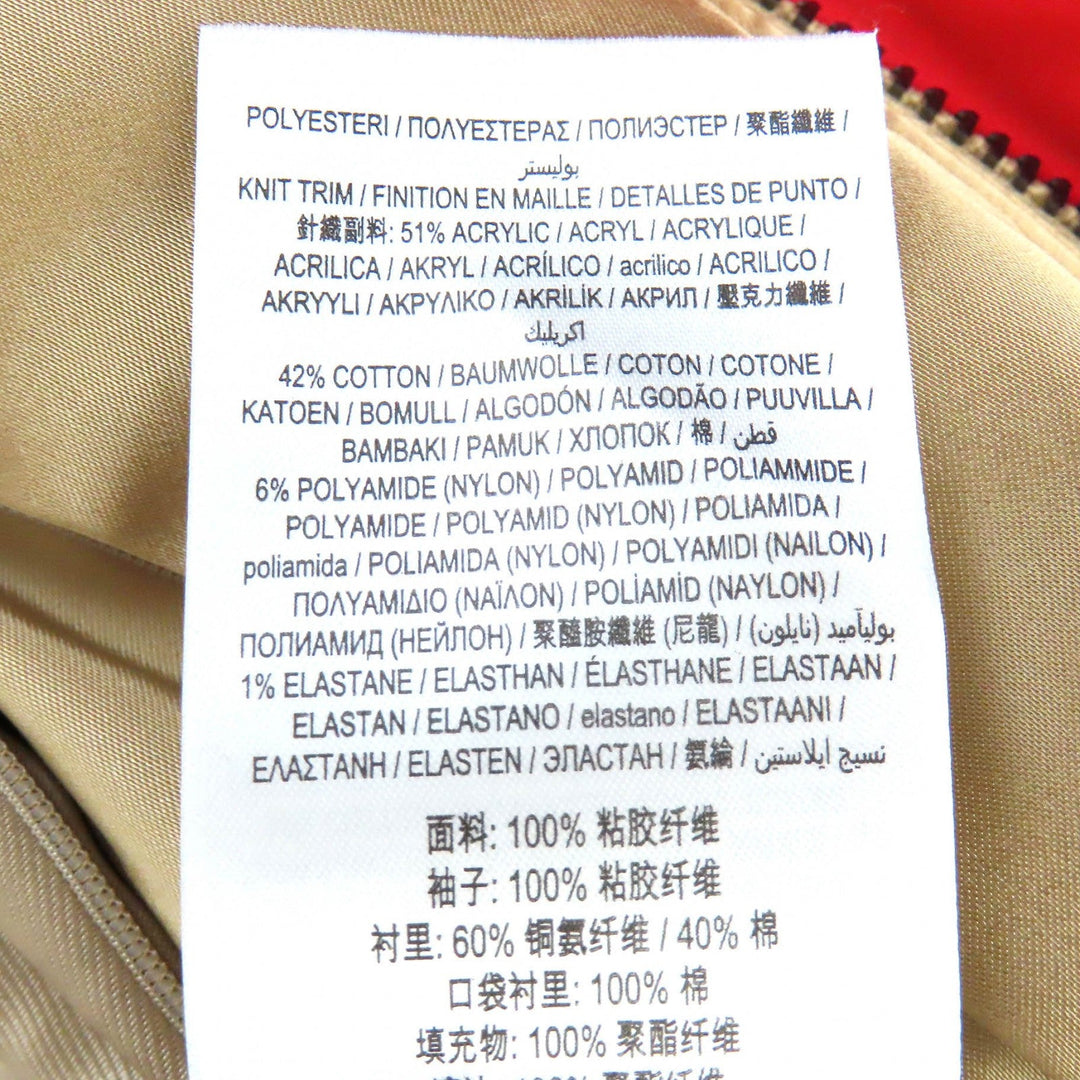 POLYESTERI / ΠΟΛΥΕΣΤΕΡΑΣ / ПОЛИЭСТЕР / 聚酯纖維 /
بوليستر
KNIT TRIM / FINITION EN MAILLE / DETALLES DE PUNTO /
針織副料: 51% ACRYLIC / ACRYL / ACRYLIQUE /
ACRILICA / AKRYL / ACRÍLICO / acrilico / ACRILICO /
AKRYYLI / ΑΚΡΥΛΙΚΟ / AKRİLİK / АКРИЛ / 壓克力纖維 /
اكريليك
42% COTTON / BAUMWOLLE / COTON / COTONE /
KATOEN / BOMULL / ALGODÓN / ALGODÃO / PUUVILLA /
BAMBAKI / PAMUK / ХЛОПОК / 棉 / قطن
6% POLYAMIDE (NYLON) / POLYAMID / POLIAMMIDE /
POLYAMIDE / POLYAMID (NYLON) / POLIAMIDA /
poliamida / POLIAMIDA (NYLON) / POLYAMIDI (NAILON) /
ΠΟΛΥΑΜΙΔΙΟ (ΝΑΪΛΟΝ) / POLİAMİD (NAYLON) /
ПОЛИАМИД (НЕЙЛОН) / 聚醯胺纖維 (尼龍) / بولياميد (نايلون)
1% ELASTANE / ELASTHAN / ÉLASTHANE / ELASTAAN /
ELASTAN / ELASTANO / elastano / ELASTAANI /
ΕΛΑΣΤΑΝΗ / ELASTEN / ЭЛАСТАН / 氨綸 / نسيج ايلاستين
面料: 100% 粘胶纤维
袖子: 100% 粘胶纤维
衬里: 60% 铜氨纤维 / 40% 棉
口袋衬里: 100% 棉
填充物: 100% 聚酯纤维